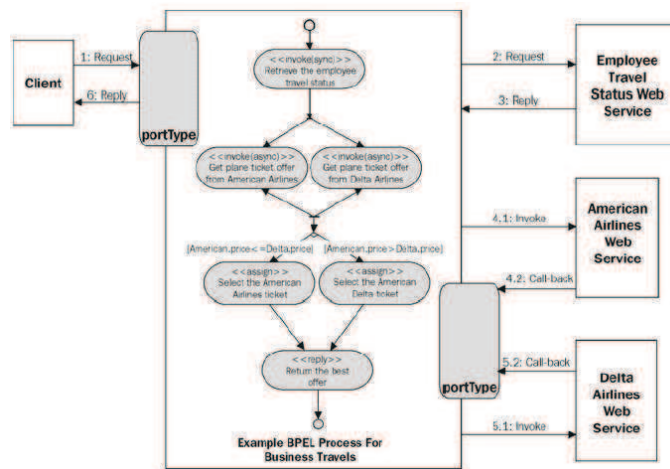 Client
1: Request
6: Reply
portType
<<invoke(sync)>>
Retrieve the employee
travel status
<<invoke(async)>>
Get plane ticket offer
from American Airlines
<<invoke(async)>>
Get plane ticket offer
from Delta Airlines
[American.price<=Delta.price]
[American.price>Delta.price]
<<assign>>
Select the American
Airlines ticket
<<assign>>
Select the American
Delta ticket
<<reply>>
Return the best
offer
Example BPEL Process For
Business Travels
2: Request
3: Reply
Employee
Travel
Status Web
Service
4.1: Invoke
4.2: Call-back
American
Airlines
Web
Service
portType
5.2: Call-back
5.1: Invoke
Delta
Airlines
Web
Service